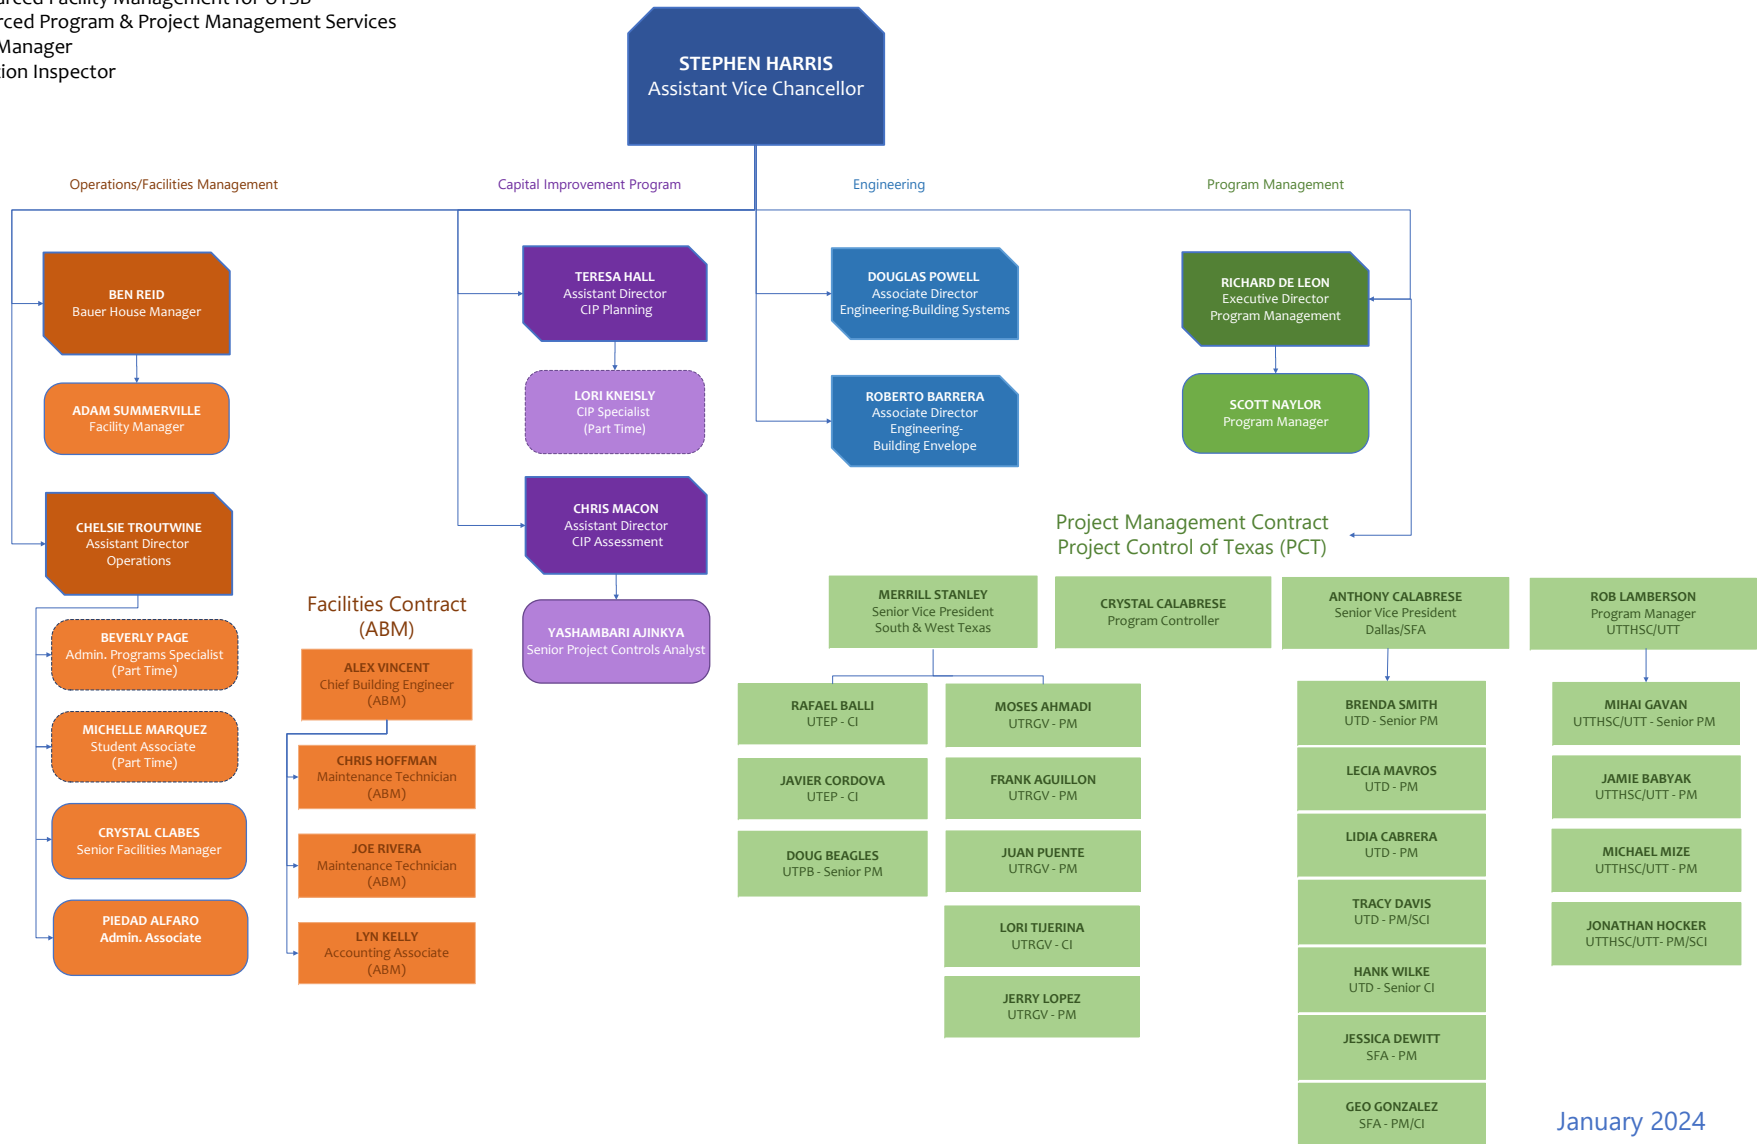 rced Program & Project Management Services
Manager
tion Inspector
STEPHEN HARRIS
Assistant Vice Chancellor
Operations/Facilities Management
Capital Improvement Program
Engineering
Program Management
BEN REID
Bauer House Manager
ADAM SUMMERVILLE
Facility Manager
CHELSIE TROUTWINE
Assistant Director
Operations
BEVERLY PAGE
Admin. Programs Specialist
(Part Time)
MICHELLE MARQUEZ
Student Associate
(Part Time)
CRYSTAL CLABES
Senior Facilities Manager
PIEDAD ALFARO
Admin. Associate
Facilities Contract
(ABM)
ALEX VINCENT
Chief Building Engineer
(ABM)
CHRIS HOFFMAN
Maintenance Technician
(ABM)
JOE RIVERA
Maintenance Technician
(ABM)
LYN KELLY
Accounting Associate
(ABM)
TERESA HALL
Assistant Director
CIP Planning
LORI KNEISLY
CIP Specialist
(Part Time)
CHRIS MACON
Assistant Director
CIP Assessment
YASHAMBARI AJINKYA
Senior Project Controls Analyst
DOUGLAS POWELL
Associate Director
Engineering-Building Systems
ROBERTO BARRERA
Associate Director
Engineering-
Building Envelope
RICHARD DE LEON
Executive Director
Program Management
SCOTT NAYLOR
Program Manager
Project Management Contract
Project Control of Texas (PCT)
MERRILL STANLEY
Senior Vice President
South & West Texas
RAFAEL BALLI
UTEP - CI
JAVIER CORDOVA
UTEP - CI
DOUG BEAGLES
UTPB - Senior PM
MOSES AHMADI
UTRGV - PM
FRANK AGUILLON
UTRGV - PM
JUAN PUENTE
UTRGV - PM
LORI TIJERINA
UTRGV - CI
JERRY LOPEZ
UTRGV - PM
CRYSTAL CALABRESE
Program Controller
ANTHONY CALABRESE
Senior Vice President
Dallas/SFA
BRENDA SMITH
UTD - Senior PM
LECIA MAVROS
UTD - PM
LIDIA CABRERA
UTD - PM
TRACY DAVIS
UTD - PM/SCI
HANK WILKE
UTD - Senior CI
JESSICA DEWITT
SFA - PM
GEO GONZALEZ
SFA - PM/CI
ROB LAMBERSON
Program Manager
UTTHSC/UTT
MIHAI GAVAN
UTTHSC/UTT - Senior PM
JAMIE BABYAK
UTTHSC/UTT - PM
MICHAEL MIZE
UTTHSC/UTT - PM
JONATHAN HOCKER
UTTHSC/UTT- PM/SCI
January 2024